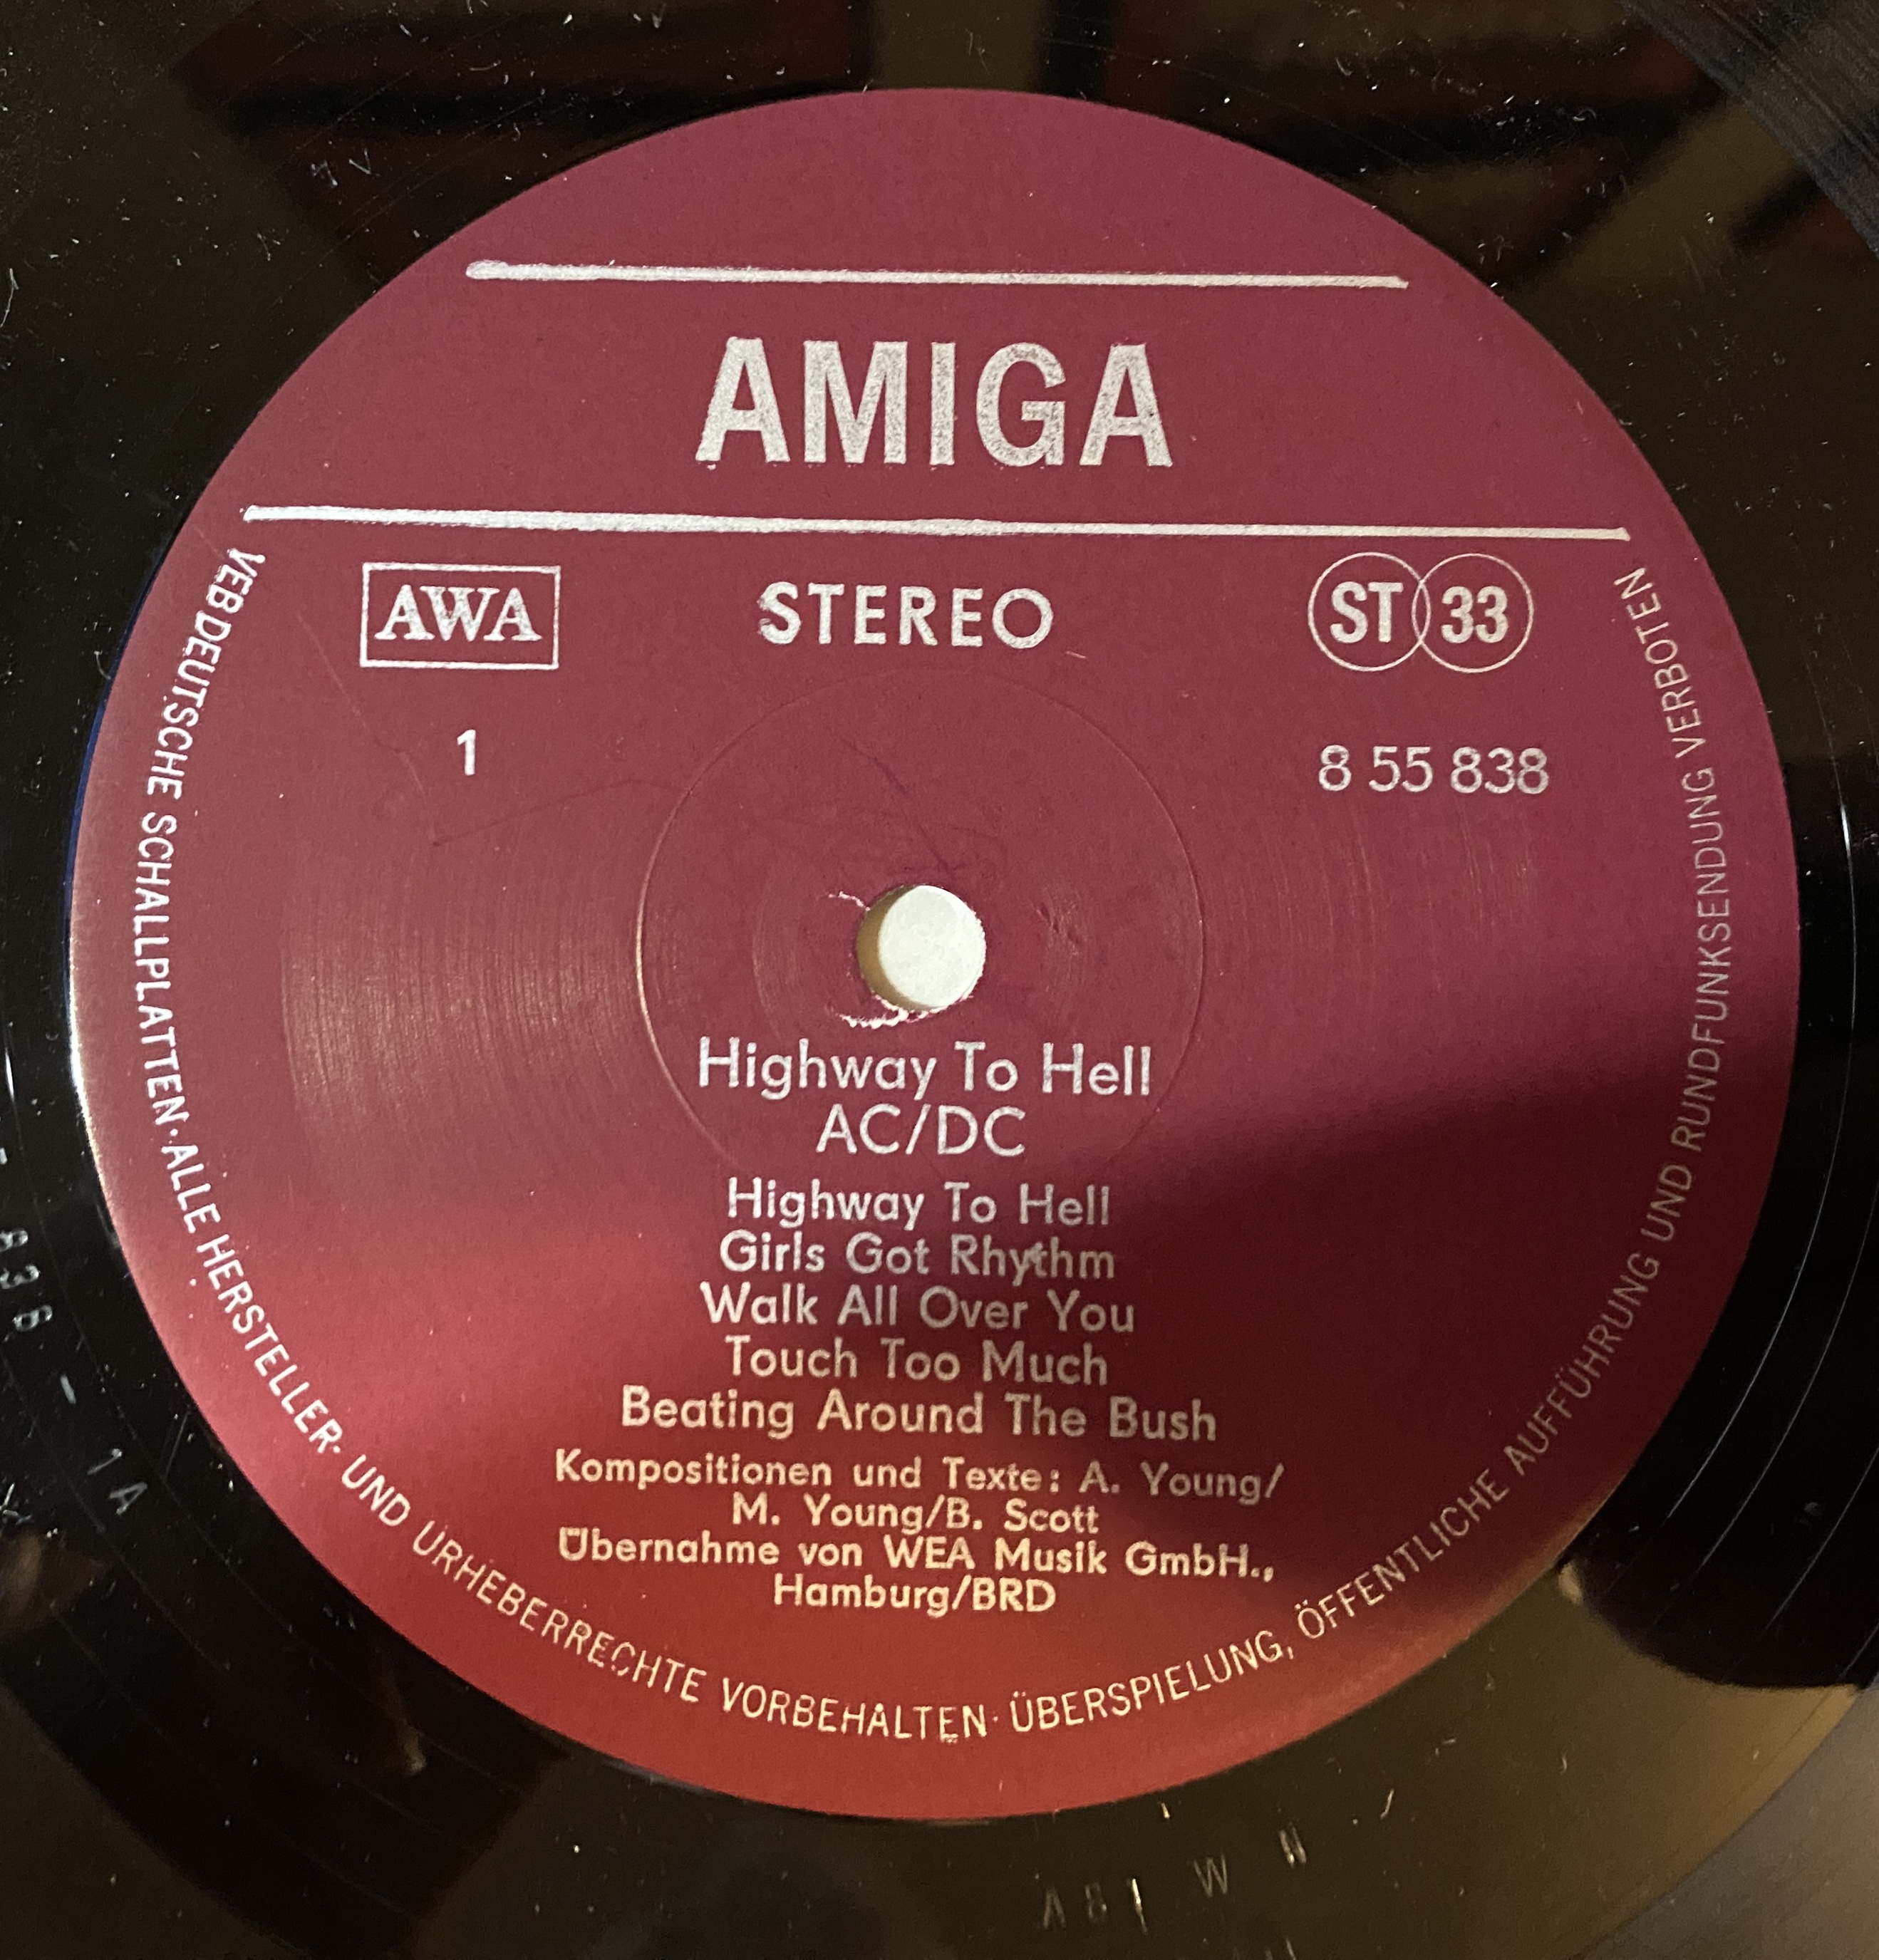 AMIGA
AWA
STEREO
ST 33
1
8 55 838
Highway To Hell
AC/DC
Highway To Hell
Girls Got Rhythm
Walk All Over You
Touch Too Much
Beating Around The Bush
Kompositionen und Texte: A. Young/
M. Young/B. Scott
Übernahme von WEA Musik GmbH.,
Hamburg/BRD
VEB DEUTSCHE SCHALLPLATTEN · ALLE HERSTELLER- UND URHEBERRECHTE VORBEHALTEN · ÜBERSPIELUNG, ÖFFENTLICHE AUFFÜHRUNG UND RUNDFUNKSENDUNG VERBOTEN
838 - 1A
W N